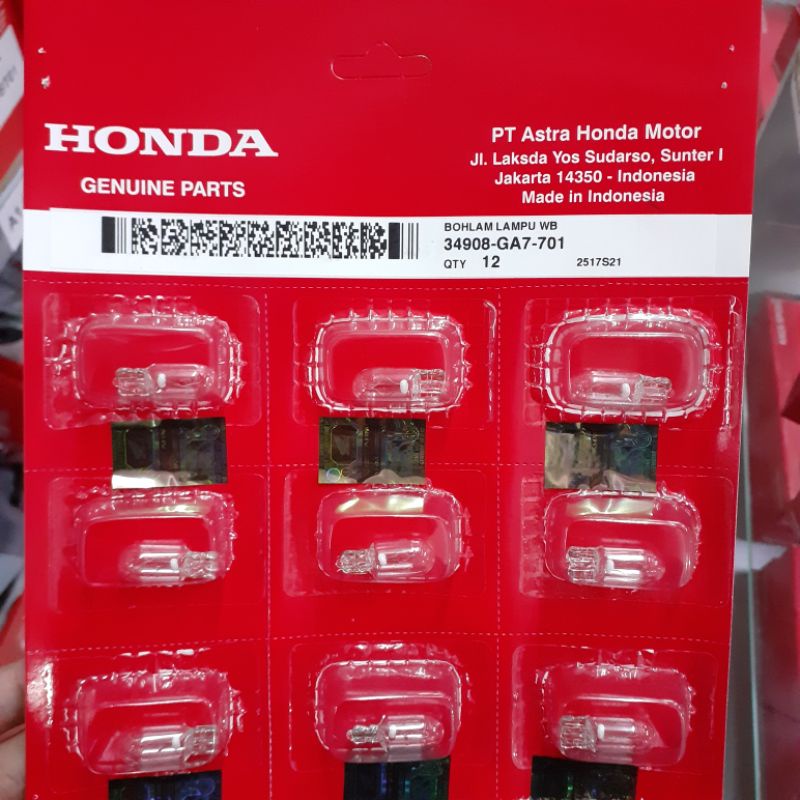 HONDA
GENUINE PARTS
PT Astra Honda Motor
Jl. Laksda Yos Sudarso, Sunter I
Jakarta 14350 - Indonesia
Made in Indonesia
BOHLAM LAMPU WB
34908-GA7-701
QTY 12 2517S21